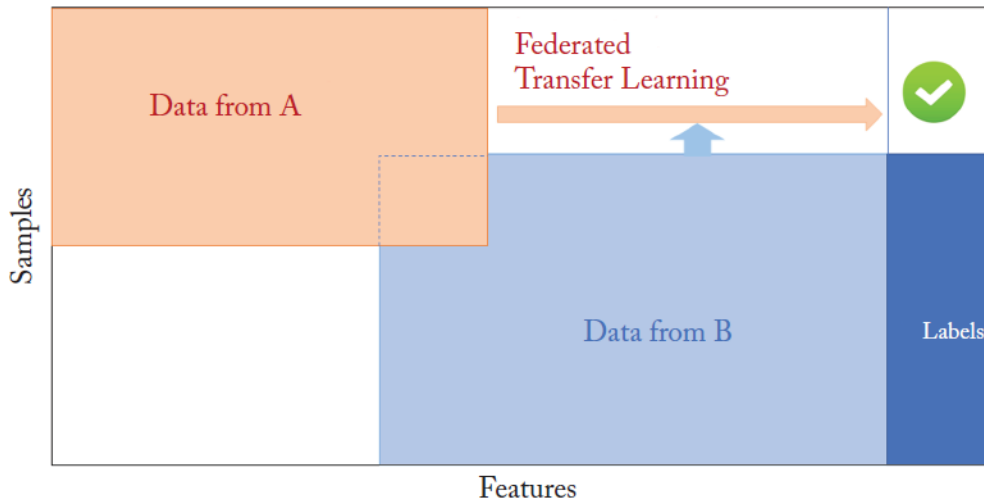 Federated
Transfer Learning
Data from A
Samples
Data from B
Labels
Features